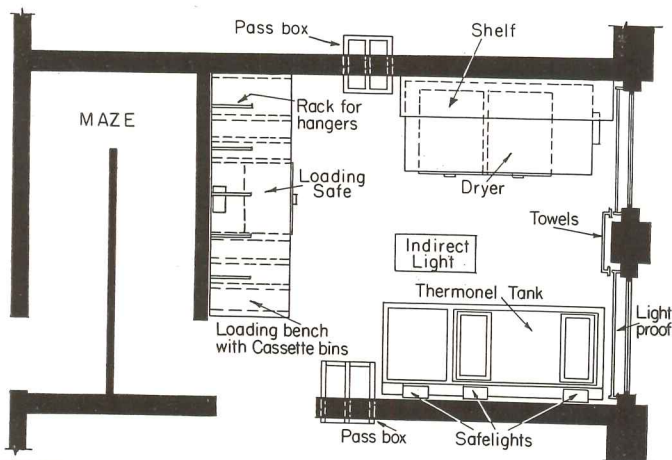 Pass box
Shelf
MAZE
Rack for
hangers
Loading
Safe
Dryer
Towels
Indirect
Light
Thermonel Tank
Light
proof
Loading bench
with Cassette bins
Pass box
Safelights